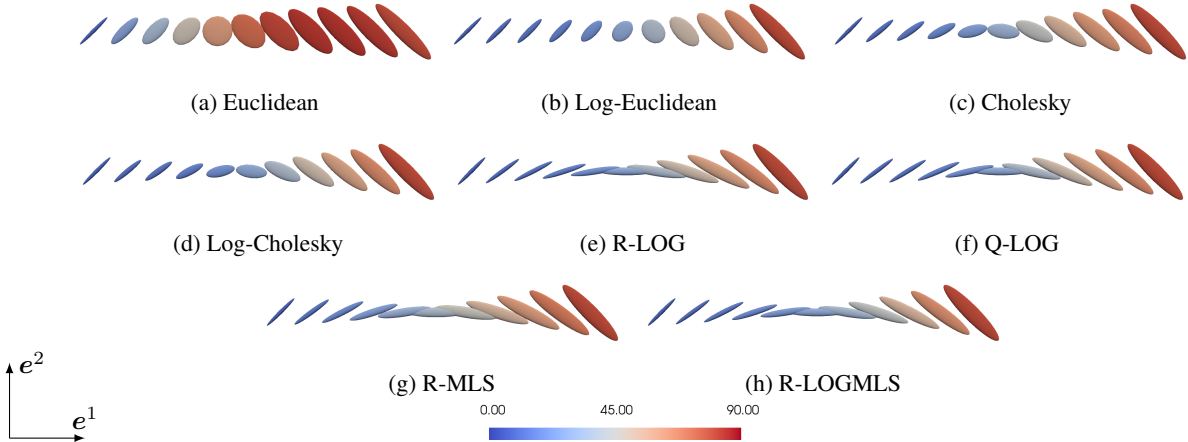 (a) Euclidean
(b) Log-Euclidean
(c) Cholesky
(d) Log-Cholesky
(e) R-LOG
(f) Q-LOG
(g) R-MLS
(h) R-LOGMLS
e²
e¹
0.00 45.00 90.00